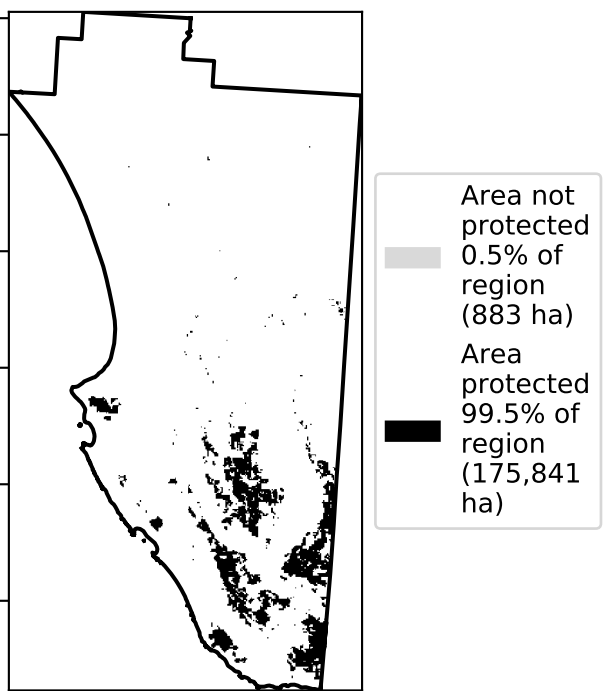 Area not
protected
0.5% of
region
(883 ha)
Area
protected
99.5% of
region
(175,841
ha)